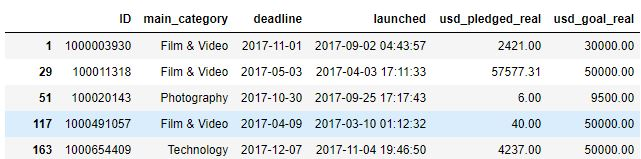 ID main_category deadline launched usd_pledged_real usd_goal_real
1 1000003930 Film & Video 2017-11-01 2017-09-02 04:43:57 2421.00 30000.00
29 100011318 Film & Video 2017-05-03 2017-04-03 17:11:33 57577.31 50000.00
51 100020143 Photography 2017-10-30 2017-09-25 17:17:43 6.00 9500.00
117 1000491057 Film & Video 2017-04-09 2017-03-10 01:12:32 40.00 50000.00
163 1000654409 Technology 2017-12-07 2017-11-04 19:46:50 4237.00 50000.00